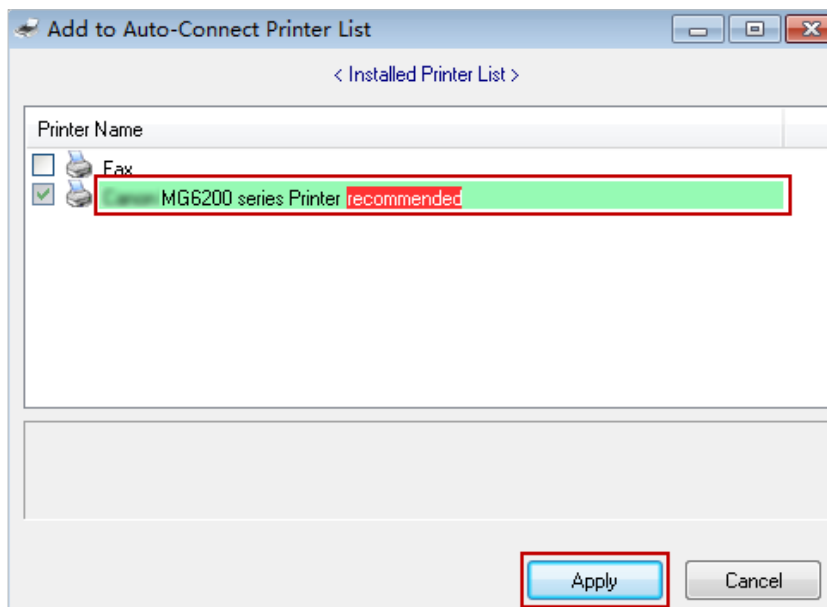 Add to Auto-Connect Printer List
< Installed Printer List >
Printer Name
Fax
MG6200 series Printer recommended
Apply
Cancel